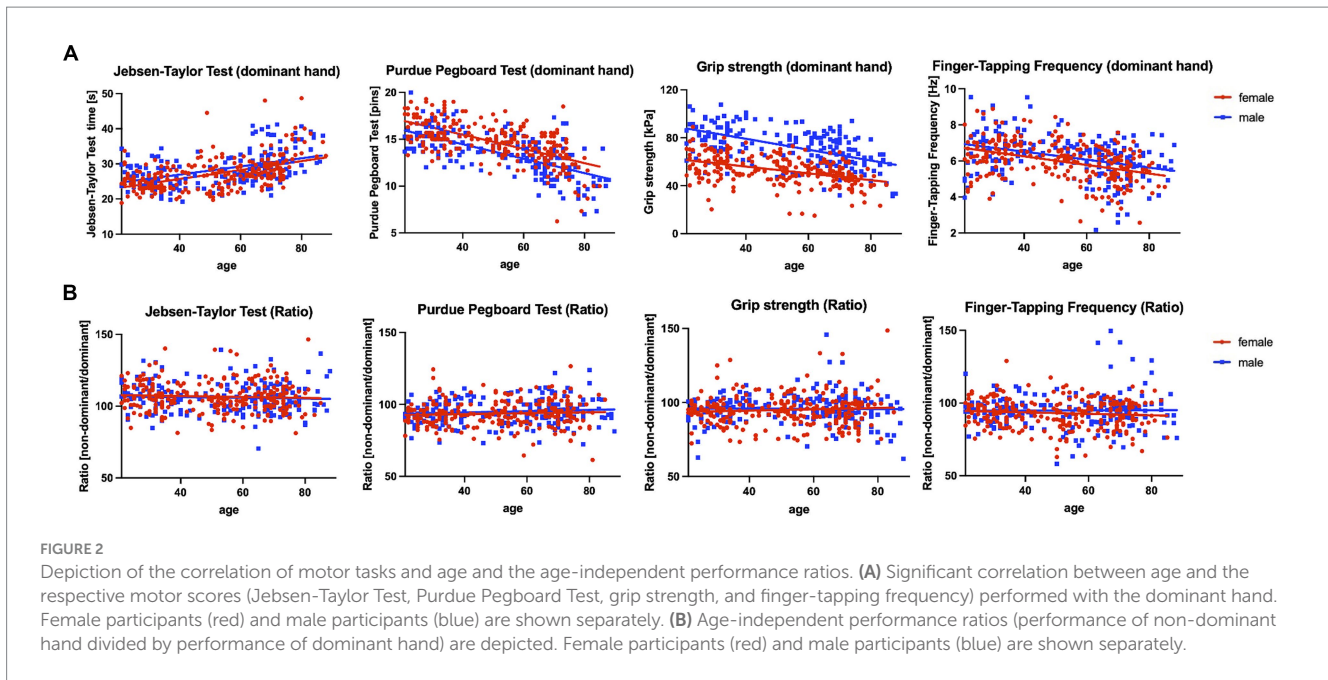 A
Jebsen-Taylor Test (dominant hand)
Jebsen-Taylor Test time [s]
50
40
30
20
10
40
60
80
age
Purdue Pegboard Test (dominant hand)
Purdue Pegboard Test [pins]
20
15
10
5
40
60
80
age
Grip strength (dominant hand)
Grip strength [kPa]
120
80
40
0
40
60
80
age
Finger-Tapping Frequency (dominant hand)
Finger-Tapping Frequency [Hz]
10
8
6
4
2
40
60
80
age
female
male
B
Jebsen-Taylor Test (Ratio)
Ratio [non-dominant/dominant]
150
100
50
40
60
80
age
Purdue Pegboard Test (Ratio)
Ratio [non-dominant/dominant]
150
100
50
40
60
80
age
Grip strength (Ratio)
Ratio [non-dominant/dominant]
150
100
50
40
60
80
age
Finger-Tapping Frequency (Ratio)
Ratio [non-dominant/dominant]
150
100
50
40
60
80
age
female
male
FIGURE 2
Depiction of the correlation of motor tasks and age and the age-independent performance ratios. (A) Significant correlation between age and the
respective motor scores (Jebsen-Taylor Test, Purdue Pegboard Test, grip strength, and finger-tapping frequency) performed with the dominant hand.
Female participants (red) and male participants (blue) are shown separately. (B) Age-independent performance ratios (performance of non-dominant
hand divided by performance of dominant hand) are depicted. Female participants (red) and male participants (blue) are shown separately.